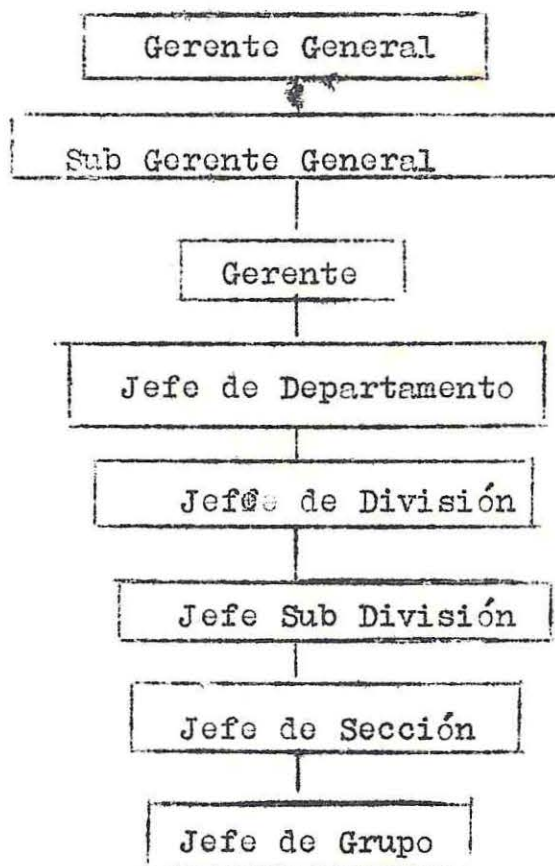 Gerente General
Sub Gerente General
Gerente
Jefe de Departamento
Jefe de División
Jefe Sub División
Jefe de Sección
Jefe de Grupo